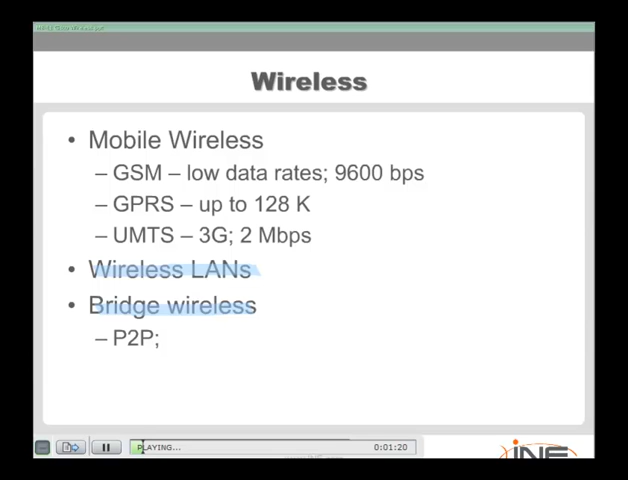 Wireless
• Mobile Wireless
– GSM – low data rates; 9600 bps
– GPRS – up to 128 K
– UMTS – 3G; 2 Mbps
• Wireless LANs
• Bridge wireless
– P2P;
PLAYING...
0:01:20
iNE